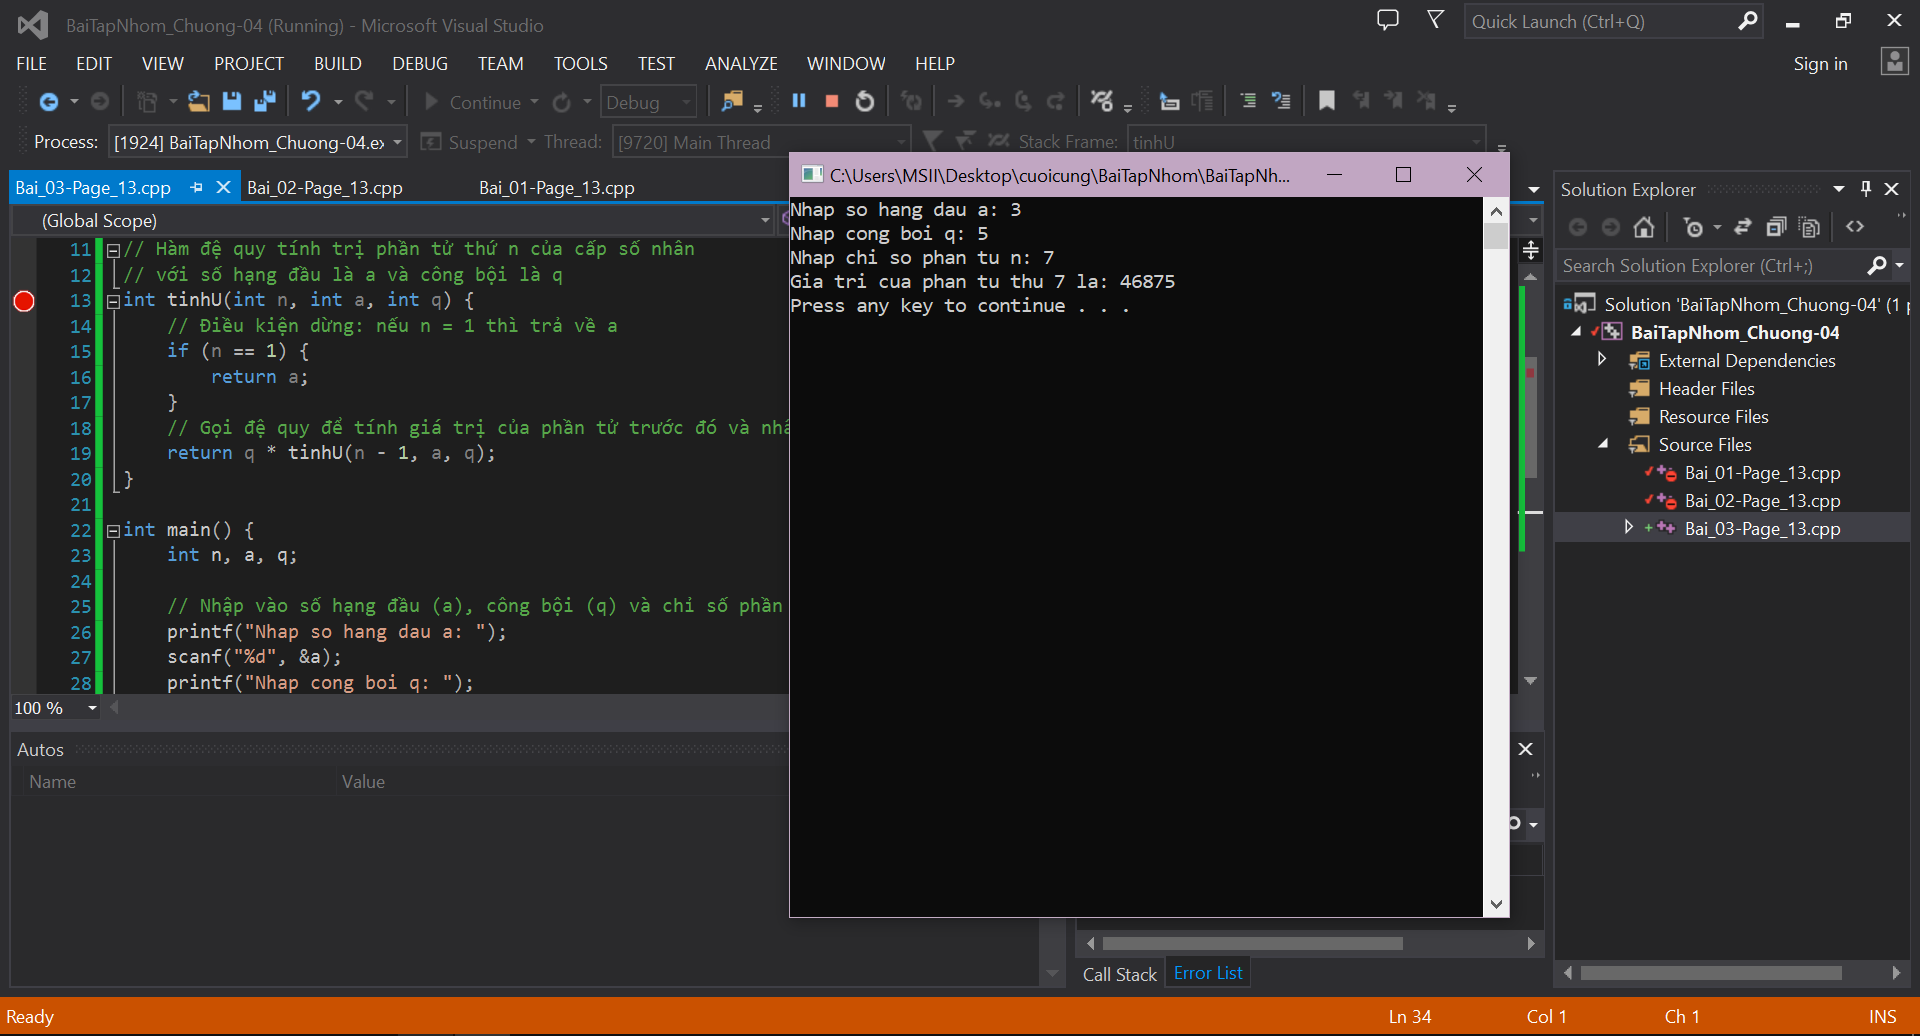 BaiTapNhom_Chuong-04 (Running) - Microsoft Visual Studio
Quick Launch (Ctrl+Q)
FILE EDIT VIEW PROJECT BUILD DEBUG TEAM TOOLS TEST ANALYZE WINDOW HELP
Sign in
Continue
Debug
Process: [1924] BaiTapNhom_Chuong-04.ex Suspend Thread: [9720] Main Thread Stack Frame: tinhU
Bai_03-Page_13.cpp Bai_02-Page_13.cpp Bai_01-Page_13.cpp
(Global Scope)
11 // Hàm đệ quy tính trị phần tử thứ n của cấp số nhân
12 // với số hạng đầu là a và công bội là q
13 int tinhU(int n, int a, int q) {
14 // Điều kiện dừng: nếu n = 1 thì trả về a
15 if (n == 1) {
16 return a;
17 }
18 // Gọi đệ quy để tính giá trị của phần tử trước đó và nhâ
19 return q * tinhU(n - 1, a, q);
20 }
21
22 int main() {
23 int n, a, q;
24
25 // Nhập vào số hạng đầu (a), công bội (q) và chỉ số phần
26 printf("Nhap so hang dau a: ");
27 scanf("%d", &a);
28 printf("Nhap cong boi q: ");
100 %
Autos
Name Value
C:\Users\MSII\Desktop\cuoicung\BaiTapNhom\BaiTapNh...
Nhap so hang dau a: 3
Nhap cong boi q: 5
Nhap chi so phan tu n: 7
Gia tri cua phan tu thu 7 la: 46875
Press any key to continue . . .
Call Stack Error List
Solution Explorer
Search Solution Explorer (Ctrl+;)
Solution 'BaiTapNhom_Chuong-04' (1 p
BaiTapNhom_Chuong-04
External Dependencies
Header Files
Resource Files
Source Files
Bai_01-Page_13.cpp
Bai_02-Page_13.cpp
Bai_03-Page_13.cpp
Ready
Ln 34 Col 1 Ch 1 INS